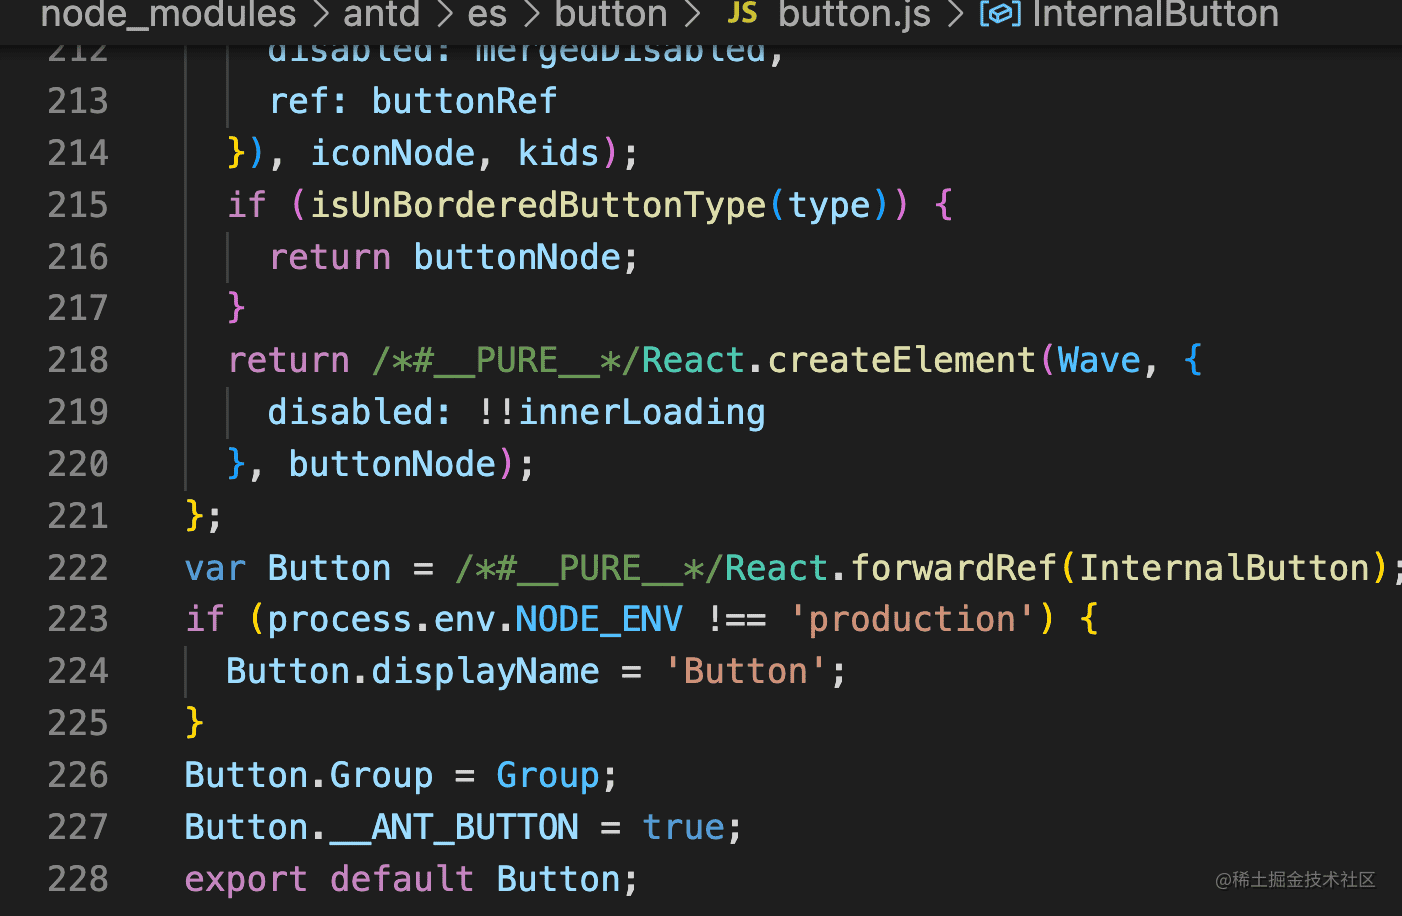 node_modules > antd > es > button > JS button.js > InternalButton
212 disabled: mergedDisabled,
213 ref: buttonRef
214 }), iconNode, kids);
215 if (isUnBorderedButtonType(type)) {
216 return buttonNode;
217 }
218 return /*#__PURE__*/React.createElement(Wave, {
219 disabled: !!innerLoading
220 }, buttonNode);
221 };
222 var Button = /*#__PURE__*/React.forwardRef(InternalButton);
223 if (process.env.NODE_ENV !== 'production') {
224 Button.displayName = 'Button';
225 }
226 Button.Group = Group;
227 Button.__ANT_BUTTON = true;
228 export default Button;
@稀土掘金技术社区